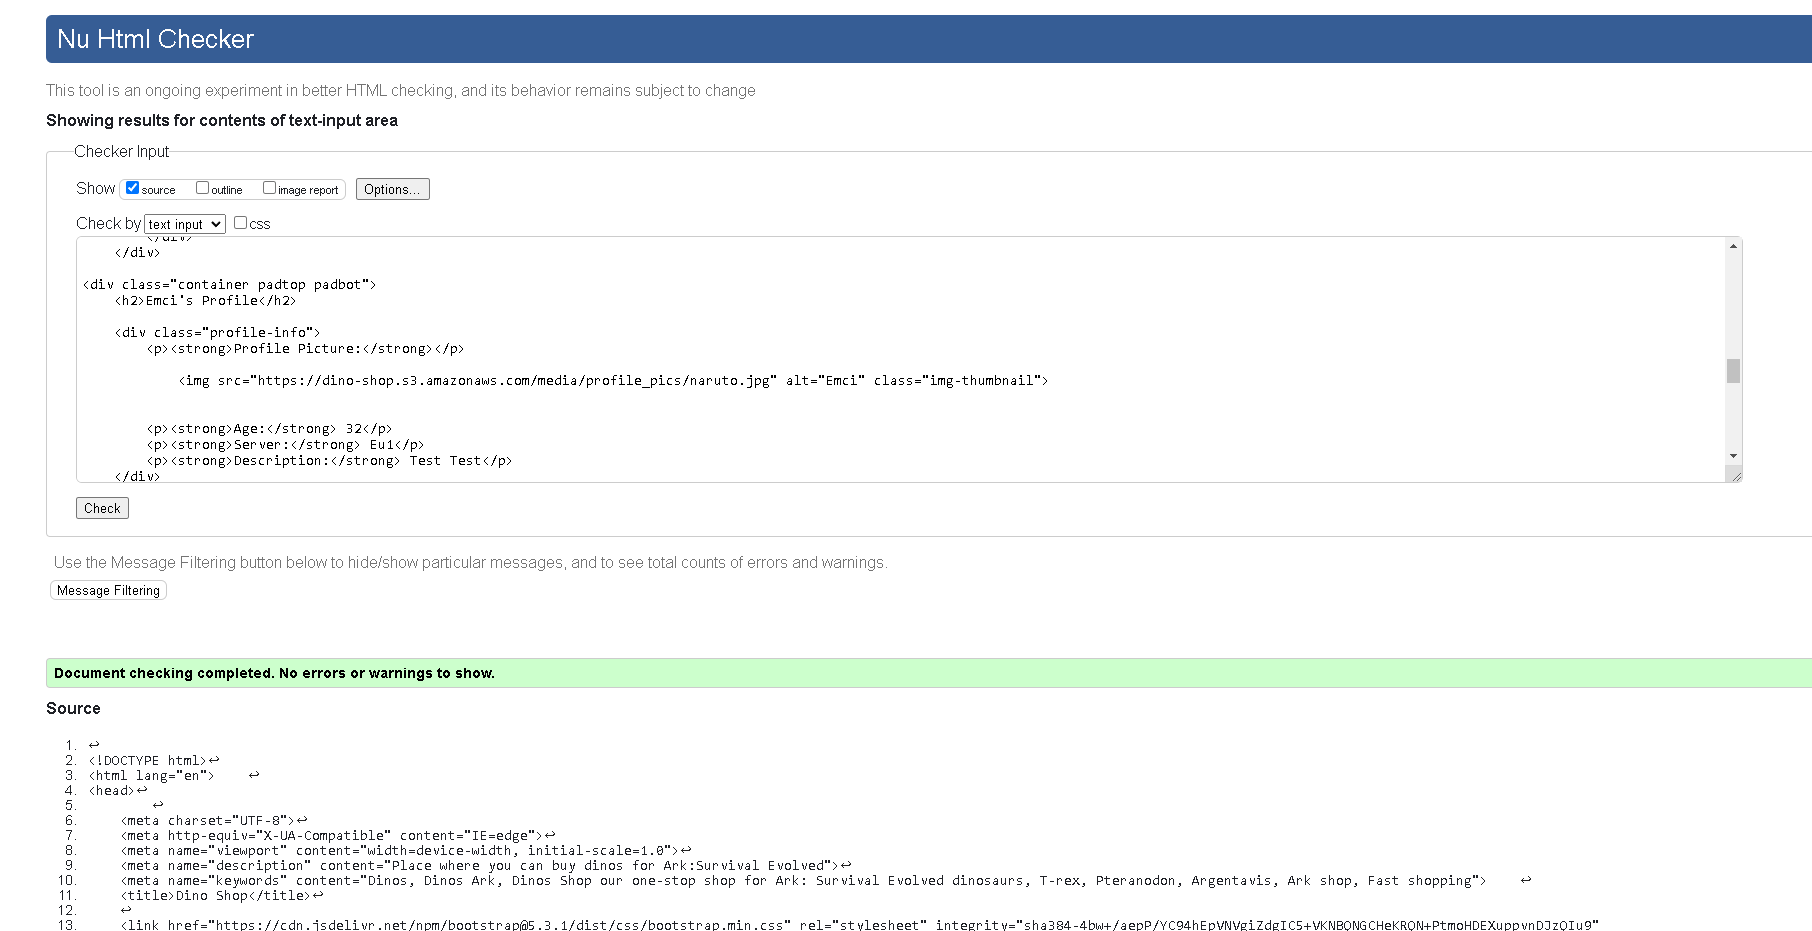 Nu Html Checker
This tool is an ongoing experiment in better HTML checking, and its behavior remains subject to change
Showing results for contents of text-input area
Checker Input
Show source outline image report Options...
Check by text input css
</div>
</div>
<div class="container padtop padbot">
<h2>Emci's Profile</h2>
<div class="profile-info">
<p><strong>Profile Picture:</strong></p>
<img src="https://dino-shop.s3.amazonaws.com/media/profile_pics/naruto.jpg" alt="Emci" class="img-thumbnail">
<p><strong>Age:</strong> 32</p>
<p><strong>Server:</strong> Eu1</p>
<p><strong>Description:</strong> Test Test</p>
</div>
Check
Use the Message Filtering button below to hide/show particular messages, and to see total counts of errors and warnings.
Message Filtering
Document checking completed. No errors or warnings to show.
Source
1. ↩
2. <!DOCTYPE html>↩
3. <html lang="en"> ↩
4. <head>↩
5. ↩
6. <meta charset="UTF-8">↩
7. <meta http-equiv="X-UA-Compatible" content="IE=edge">↩
8. <meta name="viewport" content="width=device-width, initial-scale=1.0">↩
9. <meta name="description" content="Place where you can buy dinos for Ark:Survival Evolved">↩
10. <meta name="keywords" content="Dinos, Dinos Ark, Dinos Shop our one-stop shop for Ark: Survival Evolved dinosaurs, T-rex, Pteranodon, Argentavis, Ark shop, Fast shopping"> ↩
11. <title>Dino Shop</title>↩
12. ↩
13. <link href="https://cdn.jsdelivr.net/npm/bootstrap@5.3.1/dist/css/bootstrap.min.css" rel="stylesheet" integrity="sha384-4bw+/aepP/YC94hEpVNVgiZdgIC5+VKNBQNGCHeKRQN+PtmoHDEXuppvnDJzQIu9"